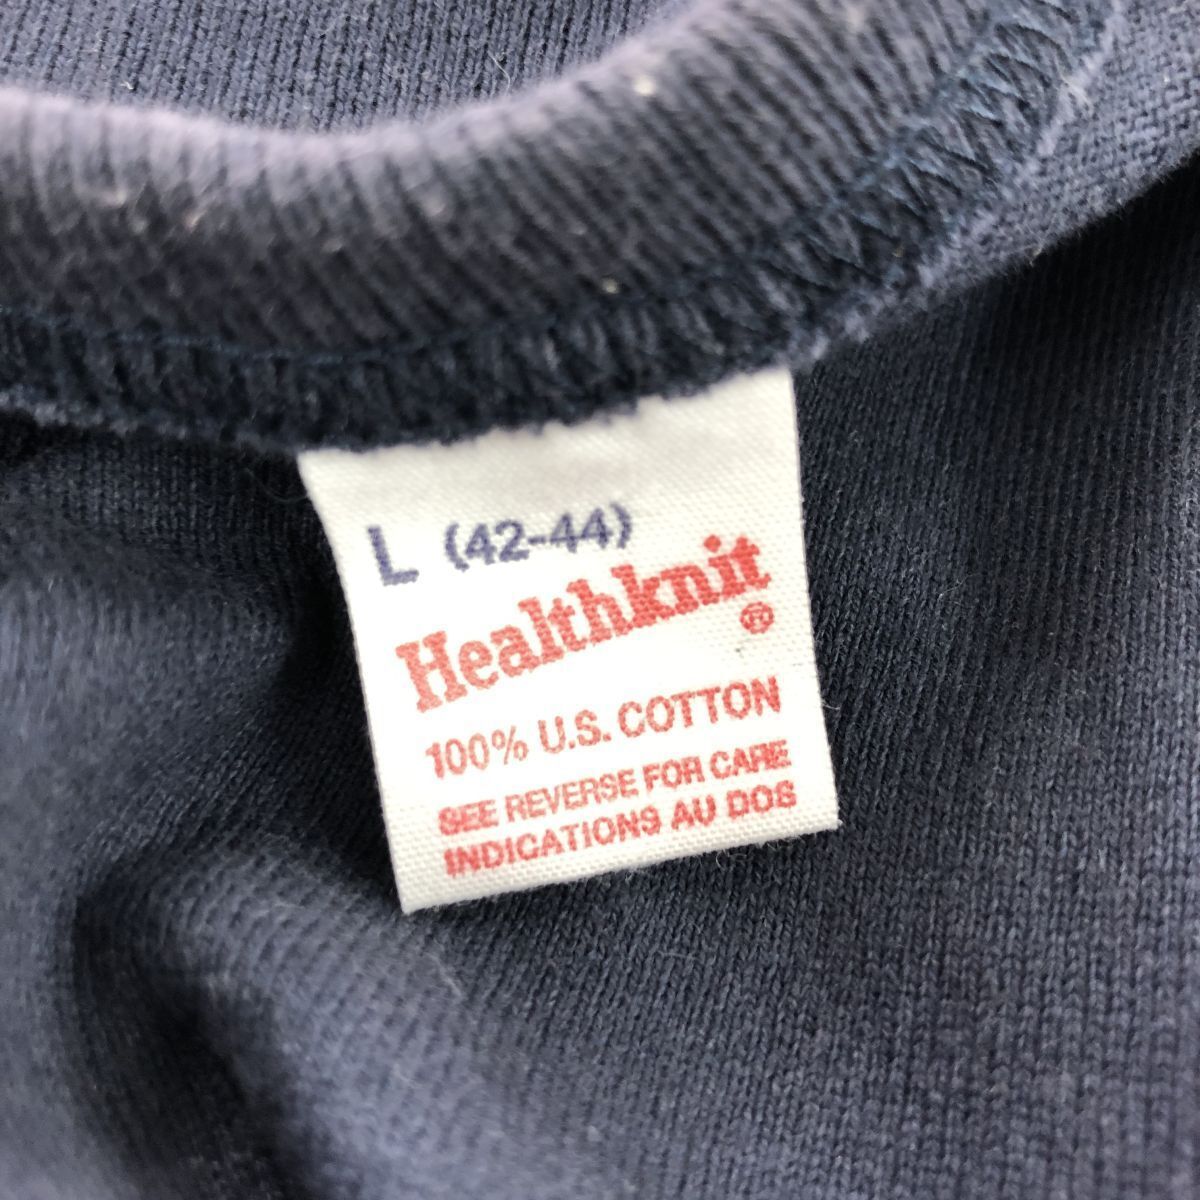 L (42-44)
Healthknit ®
100% U.S. COTTON
SEE REVERSE FOR CARE
INDICATIONS AU DOS